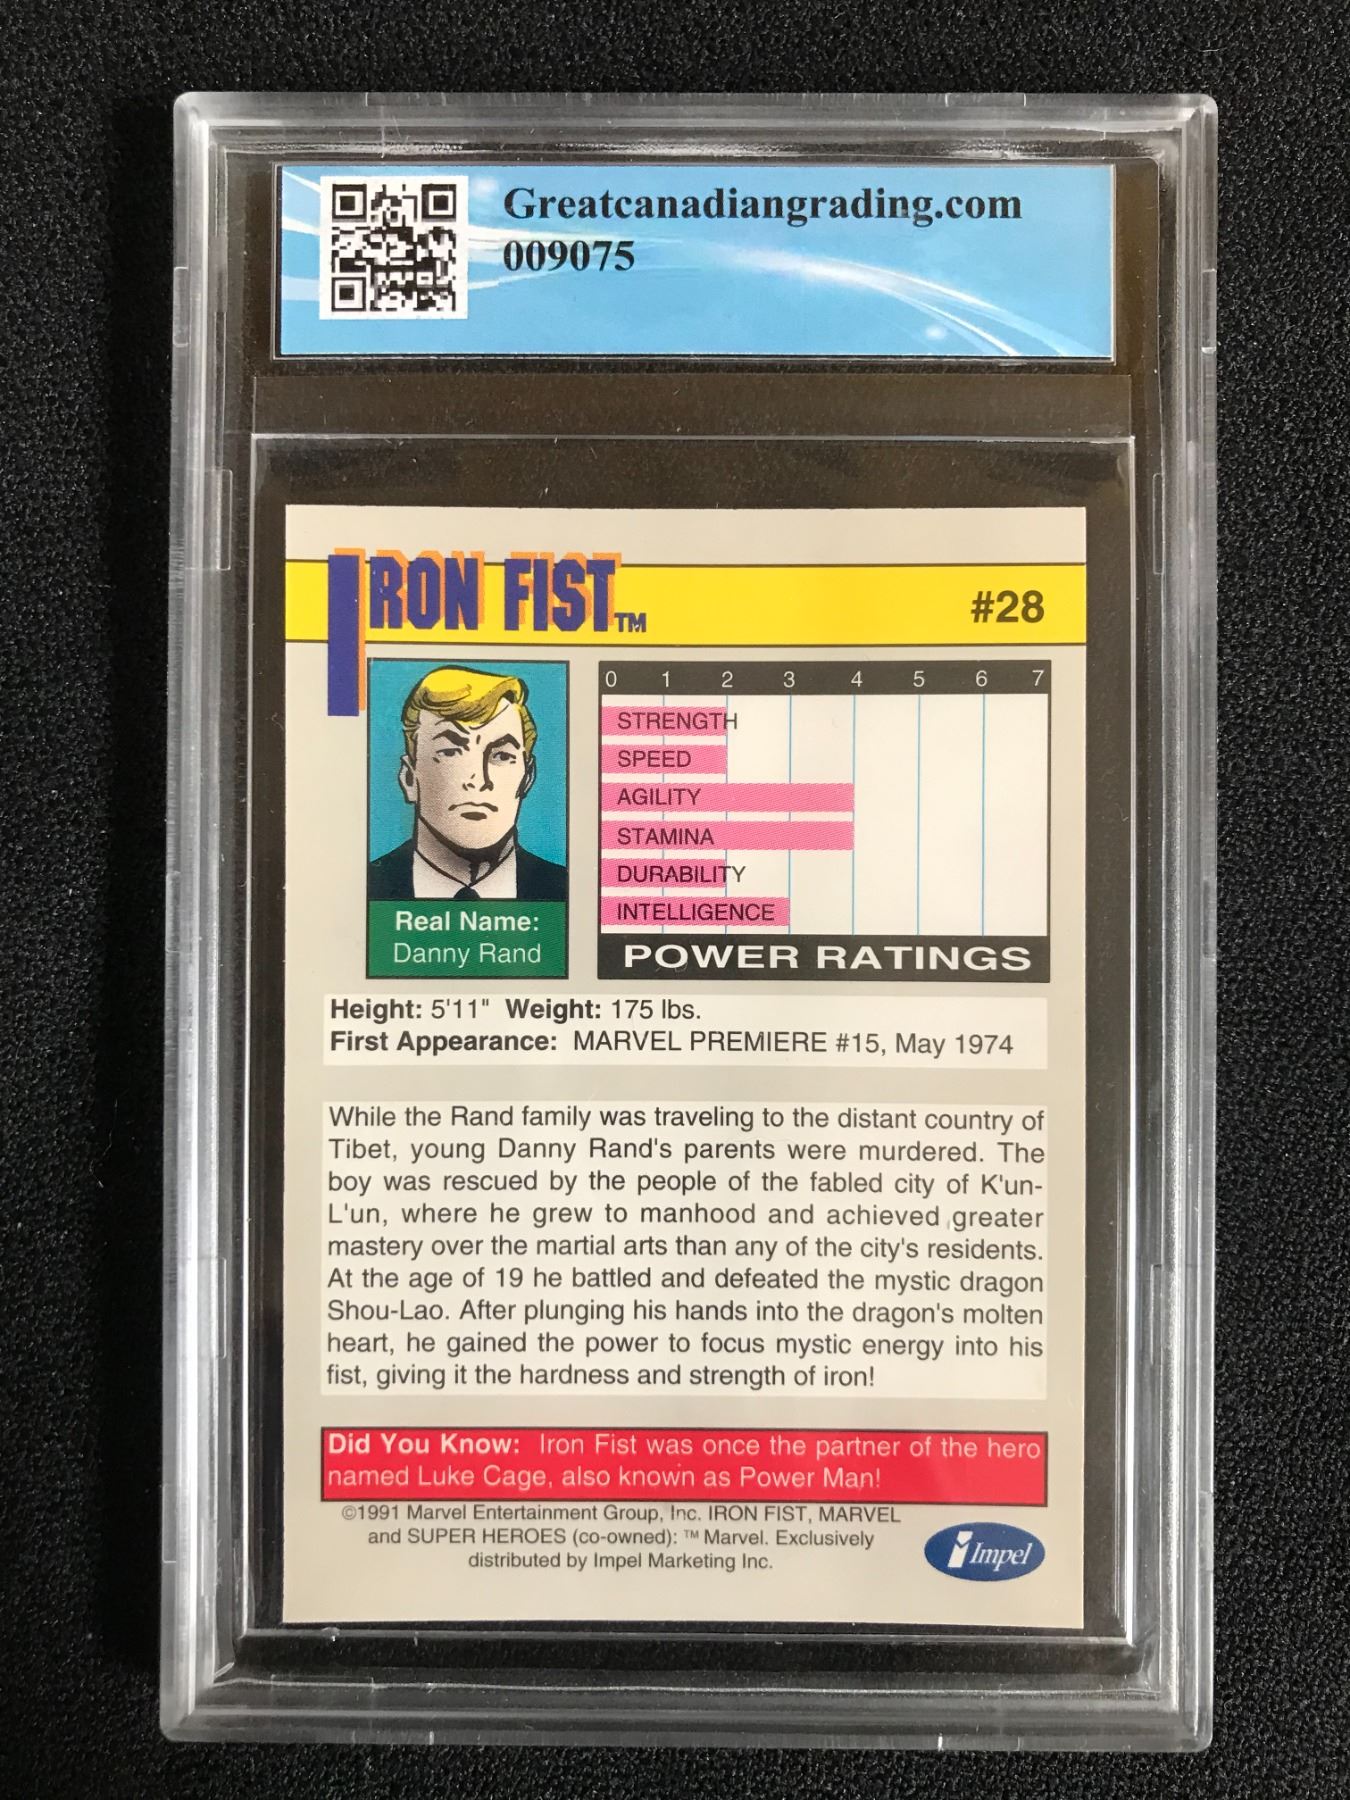 Greatcanadiangrading.com
009075
IRON FIST™
#28
0 1 2 3 4 5 6 7
STRENGTH
SPEED
AGILITY
STAMINA
DURABILITY
INTELLIGENCE
POWER RATINGS
Real Name:
Danny Rand
Height: 5'11" Weight: 175 lbs.
First Appearance: MARVEL PREMIERE #15, May 1974
While the Rand family was traveling to the distant country of
Tibet, young Danny Rand's parents were murdered. The
boy was rescued by the people of the fabled city of K'un-
L'un, where he grew to manhood and achieved greater
mastery over the martial arts than any of the city's residents.
At the age of 19 he battled and defeated the mystic dragon
Shou-Lao. After plunging his hands into the dragon's molten
heart, he gained the power to focus mystic energy into his
fist, giving it the hardness and strength of iron!
Did You Know: Iron Fist was once the partner of the hero
named Luke Cage, also known as Power Man!
©1991 Marvel Entertainment Group, Inc. IRON FIST, MARVEL
and SUPER HEROES (co-owned): ™ Marvel. Exclusively
distributed by Impel Marketing Inc.
Impel